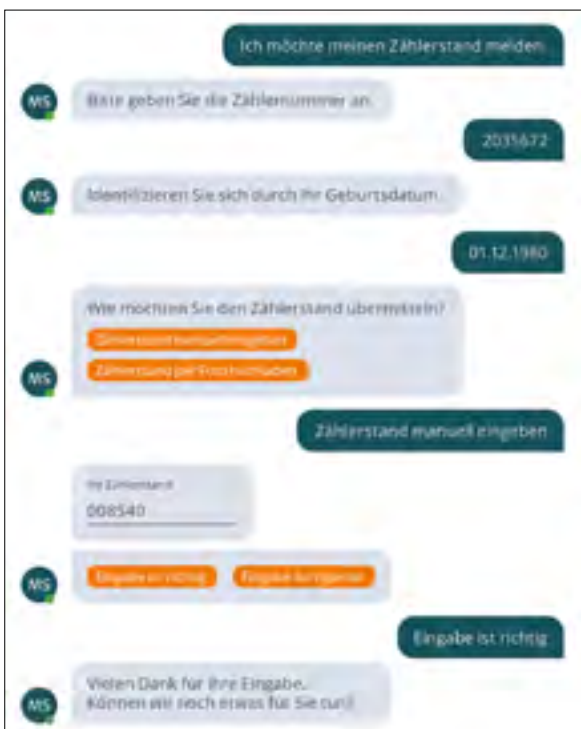 Ich möchte meinen Zählerstand melden.
MS
Bitte geben Sie die Zählernummer an.
2035672
MS
Identifizieren Sie sich durch Ihr Geburtsdatum.
01.12.1980
Wie möchten Sie den Zählerstand übermitteln?
Zählerstand manuell eingeben
Zählerstand per Foto hochladen
MS
Zählerstand manuell eingeben
Ihr Zählerstand
008540
MS
Eingabe ist richtig
Eingabe korrigieren
Eingabe ist richtig
Vielen Dank für Ihre Eingabe.
MS
Können wir noch etwas für Sie tun?